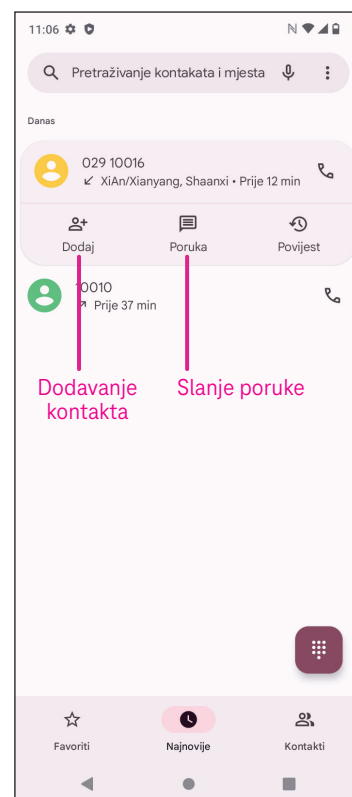 11:06
Pretraživanje kontakata i mjesta
Danas
029 10016
↙ XiAn/Xianyang, Shaanxi • Prije 12 min
Dodaj
Poruka
Povijest
10010
↗ Prije 37 min
Dodavanje
kontakta
Slanje poruke
Favoriti
Najnovije
Kontakti